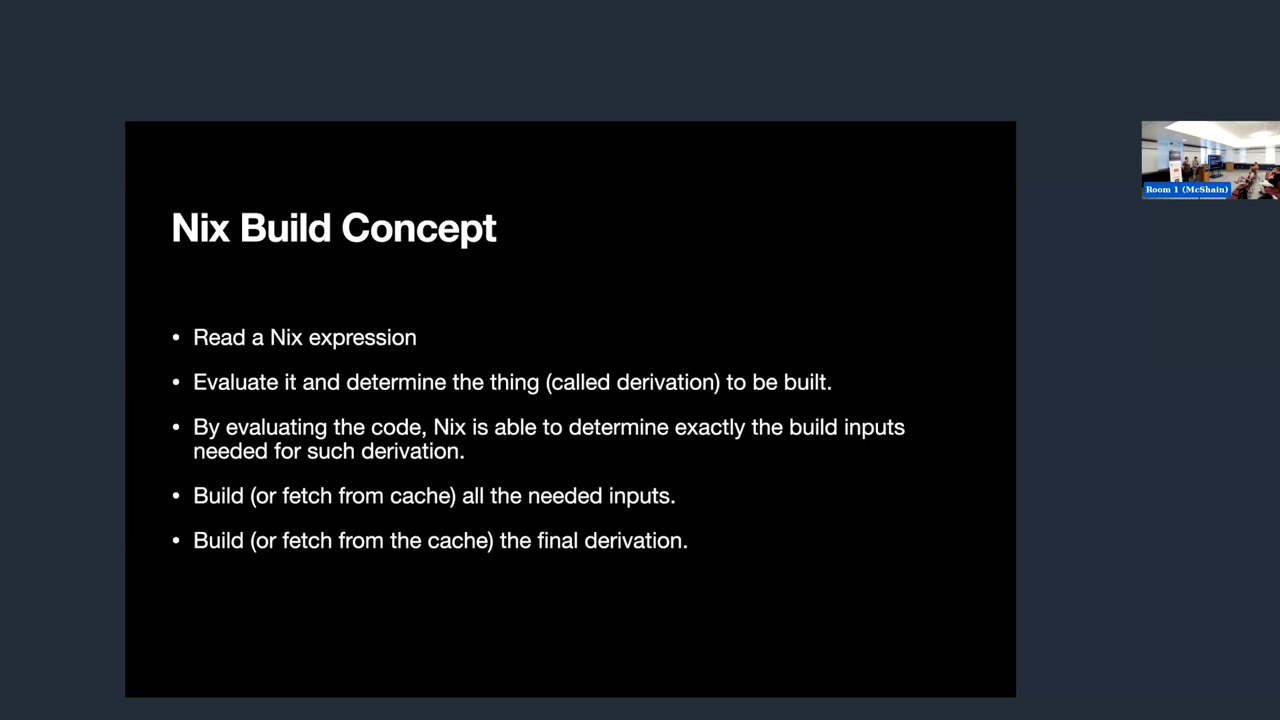 Nix Build Concept
• Read a Nix expression
• Evaluate it and determine the thing (called derivation) to be built.
• By evaluating the code, Nix is able to determine exactly the build inputs
needed for such derivation.
• Build (or fetch from cache) all the needed inputs.
• Build (or fetch from the cache) the final derivation.
Room 1 (McShain)